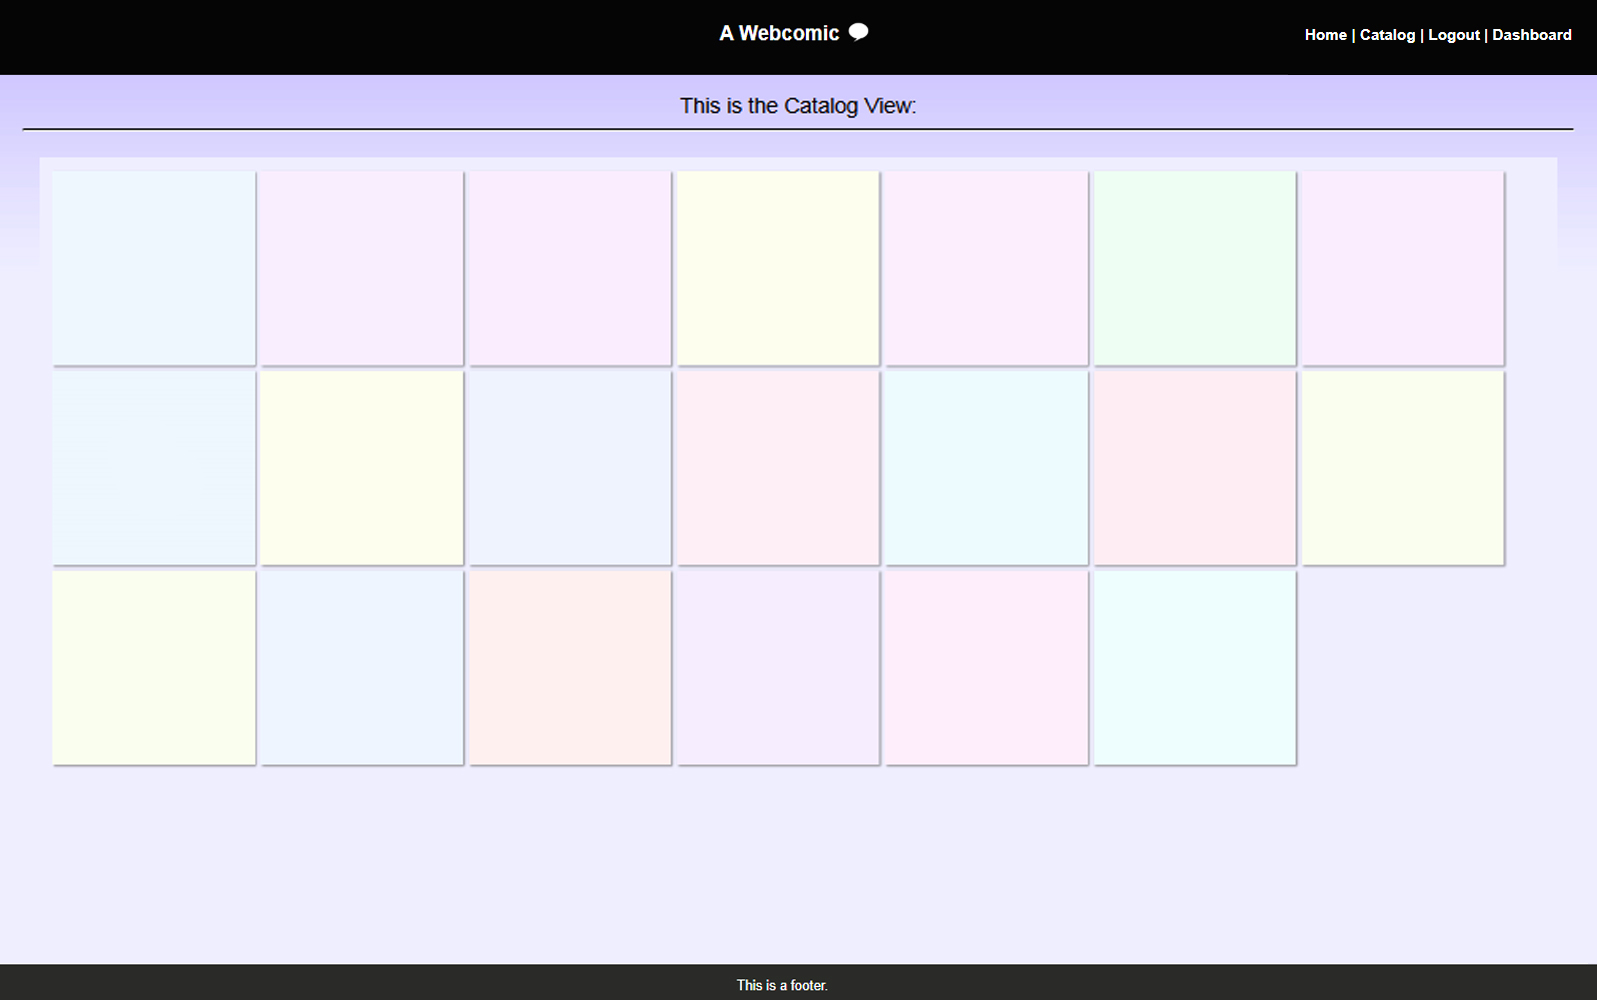 A Webcomic
Home | Catalog | Logout | Dashboard
This is the Catalog View:
This is a footer.